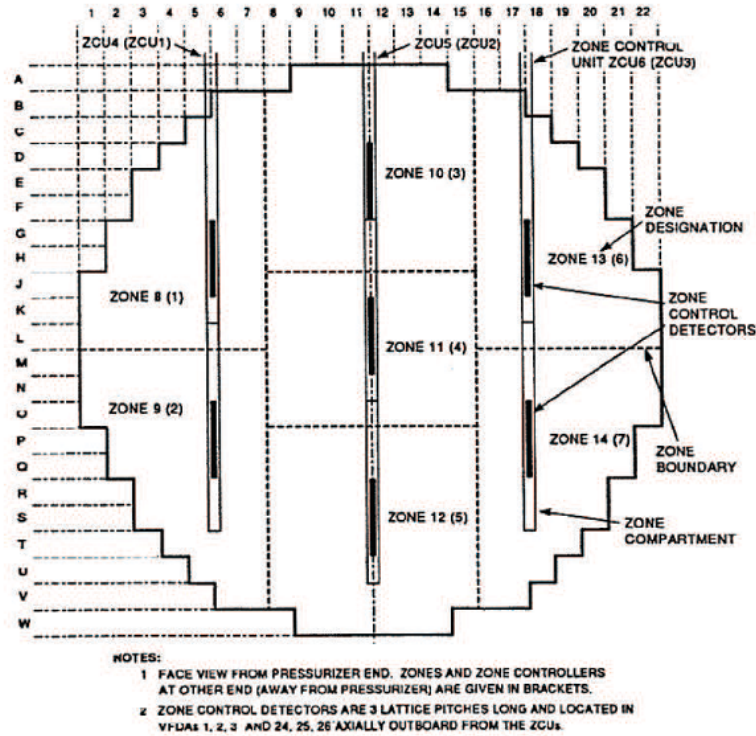 1 2 3 4 5 6 7 8 9 10 11 12 13 14 15 16 17 18 19 20 21 22
ZCU4 (ZCU1)
ZCU5 (ZCU2)
ZONE CONTROL
UNIT ZCU6 (ZCU3)
A
B
C
D
E
F
G
H
J
K
L
M
N
O
P
Q
R
S
T
U
V
W
ZONE 10 (3)
ZONE
DESIGNATION
ZONE 13 (6)
ZONE 8 (1)
ZONE
CONTROL
DETECTORS
ZONE 11 (4)
ZONE 9 (2)
ZONE 14 (7)
ZONE
BOUNDARY
ZONE 12 (5)
ZONE
COMPARTMENT
NOTES:
1 FACE VIEW FROM PRESSURIZER END. ZONES AND ZONE CONTROLLERS
AT OTHER END (AWAY FROM PRESSURIZER) ARE GIVEN IN BRACKETS.
2 ZONE CONTROL DETECTORS ARE 3 LATTICE PITCHES LONG AND LOCATED IN
VFDAs 1, 2, 3 AND 24, 25, 26 AXIALLY OUTBOARD FROM THE ZCUs.